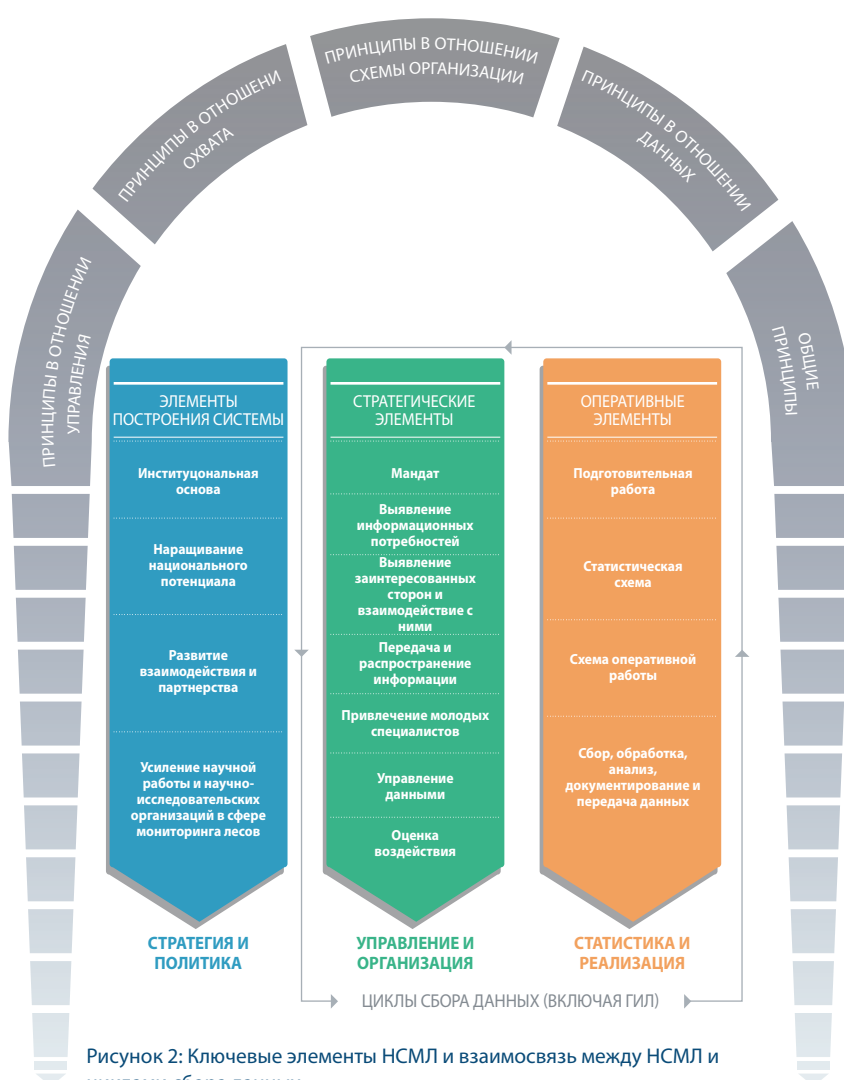 ПРИНЦИПЫ В ОТНОШЕНИИ
УПРАВЛЕНИЯ
ПРИНЦИПЫ В ОТНОШЕНИ
ОХВАТА
ПРИНЦИПЫ В ОТНОШЕНИИ
СХЕМЫ ОРГАНИЗАЦИИ
ПРИНЦИПЫ В ОТНОШЕНИИ
ДАННЫХ
ОБЩИЕ
ПРИНЦИПЫ
ЭЛЕМЕНТЫ
ПОСТРОЕНИЯ СИСТЕМЫ
Институцональная
основа
Наращивание
национального
потенциала
Развитие
взаимодействия и
партнерства
Усиление научной
работы и научно-
исследовательских
организаций в сфере
мониторинга лесов
СТРАТЕГИЯ И
ПОЛИТИКА
СТРАТЕГИЧЕСКИЕ
ЭЛЕМЕНТЫ
Мандат
Выявление
информационных
потребностей
Выявление
заинтересованных
сторон и
взаимодействие с
ними
Передача и
распространение
информации
Привлечение молодых
специалистов
Управление
данными
Оценка
воздействия
УПРАВЛЕНИЕ И
ОРГАНИЗАЦИЯ
ОПЕРАТИВНЫЕ
ЭЛЕМЕНТЫ
Подготовительная
работа
Статистическая
схема
Схема оперативной
работы
Сбор, обработка,
анализ,
документирование и
передача данных
СТАТИСТИКА И
РЕАЛИЗАЦИЯ
ЦИКЛЫ СБОРА ДАННЫХ (ВКЛЮЧАЯ ГИЛ)
Рисунок 2: Ключевые элементы НСМЛ и взаимосвязь между НСМЛ и